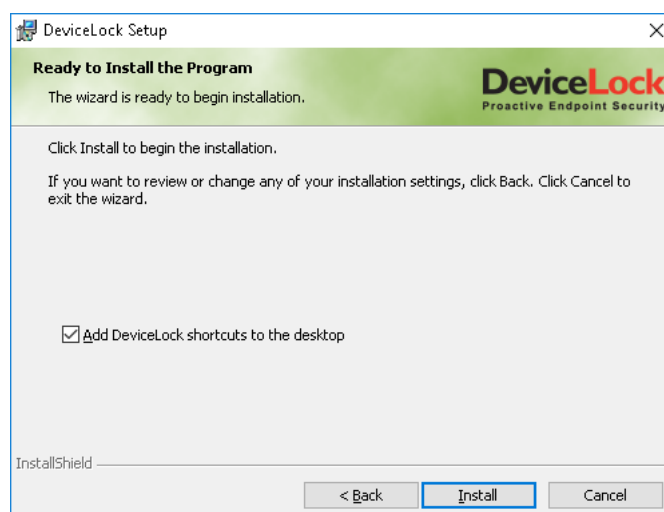 DeviceLock Setup
Ready to Install the Program
The wizard is ready to begin installation.
DeviceLock
Proactive Endpoint Security
Click Install to begin the installation.
If you want to review or change any of your installation settings, click Back. Click Cancel to
exit the wizard.
Add DeviceLock shortcuts to the desktop
InstallShield
< Back
Install
Cancel